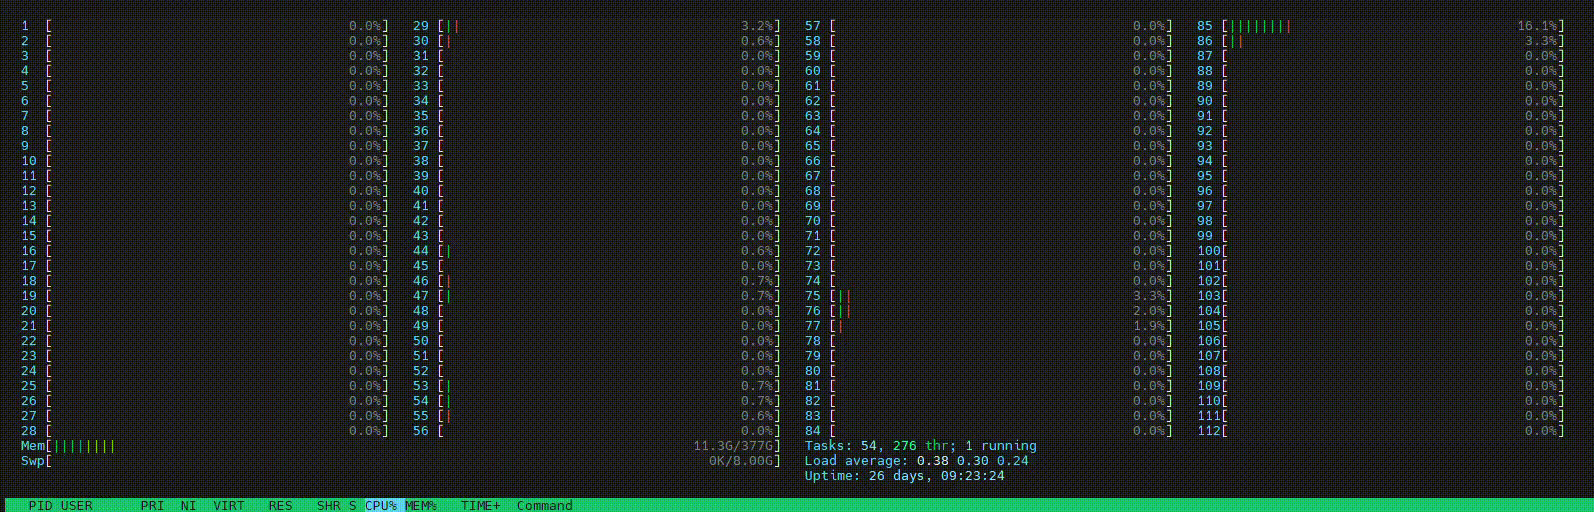 1 [ 0.0%] 29 [|| 3.2%] 57 [ 0.0%] 85 [|||||||| 16.1%]
2 [ 0.0%] 30 [| 0.6%] 58 [ 0.0%] 86 [|| 3.3%]
3 [ 0.0%] 31 [ 0.0%] 59 [ 0.0%] 87 [ 0.0%]
4 [ 0.0%] 32 [ 0.0%] 60 [ 0.0%] 88 [ 0.0%]
5 [ 0.0%] 33 [ 0.0%] 61 [ 0.0%] 89 [ 0.0%]
6 [ 0.0%] 34 [ 0.0%] 62 [ 0.0%] 90 [ 0.0%]
7 [ 0.0%] 35 [ 0.0%] 63 [ 0.0%] 91 [ 0.0%]
8 [ 0.0%] 36 [ 0.0%] 64 [ 0.0%] 92 [ 0.0%]
9 [ 0.0%] 37 [ 0.0%] 65 [ 0.0%] 93 [ 0.0%]
10 [ 0.0%] 38 [ 0.0%] 66 [ 0.0%] 94 [ 0.0%]
11 [ 0.0%] 39 [ 0.0%] 67 [ 0.0%] 95 [ 0.0%]
12 [ 0.0%] 40 [ 0.0%] 68 [ 0.0%] 96 [ 0.0%]
13 [ 0.0%] 41 [ 0.0%] 69 [ 0.0%] 97 [ 0.0%]
14 [ 0.0%] 42 [ 0.0%] 70 [ 0.0%] 98 [ 0.0%]
15 [ 0.0%] 43 [ 0.0%] 71 [ 0.0%] 99 [ 0.0%]
16 [ 0.0%] 44 [| 0.6%] 72 [ 0.0%] 100[ 0.0%]
17 [ 0.0%] 45 [ 0.0%] 73 [ 0.0%] 101[ 0.0%]
18 [ 0.0%] 46 [| 0.7%] 74 [ 0.0%] 102[ 0.0%]
19 [ 0.0%] 47 [| 0.7%] 75 [|| 3.3%] 103[ 0.0%]
20 [ 0.0%] 48 [ 0.0%] 76 [|| 2.0%] 104[ 0.0%]
21 [ 0.0%] 49 [ 0.0%] 77 [| 1.9%] 105[ 0.0%]
22 [ 0.0%] 50 [ 0.0%] 78 [ 0.0%] 106[ 0.0%]
23 [ 0.0%] 51 [ 0.0%] 79 [ 0.0%] 107[ 0.0%]
24 [ 0.0%] 52 [ 0.0%] 80 [ 0.0%] 108[ 0.0%]
25 [ 0.0%] 53 [| 0.7%] 81 [ 0.0%] 109[ 0.0%]
26 [ 0.0%] 54 [| 0.7%] 82 [ 0.0%] 110[ 0.0%]
27 [ 0.0%] 55 [| 0.6%] 83 [ 0.0%] 111[ 0.0%]
28 [ 0.0%] 56 [ 0.0%] 84 [ 0.0%] 112[ 0.0%]
Mem[|||||||| 11.3G/377G] Tasks: 54, 276 thr; 1 running
Swp[ 0K/8.00G] Load average: 0.38 0.30 0.24
Uptime: 26 days, 09:23:24
PID USER PRI NI VIRT RES SHR S CPU% MEM% TIME+ Command